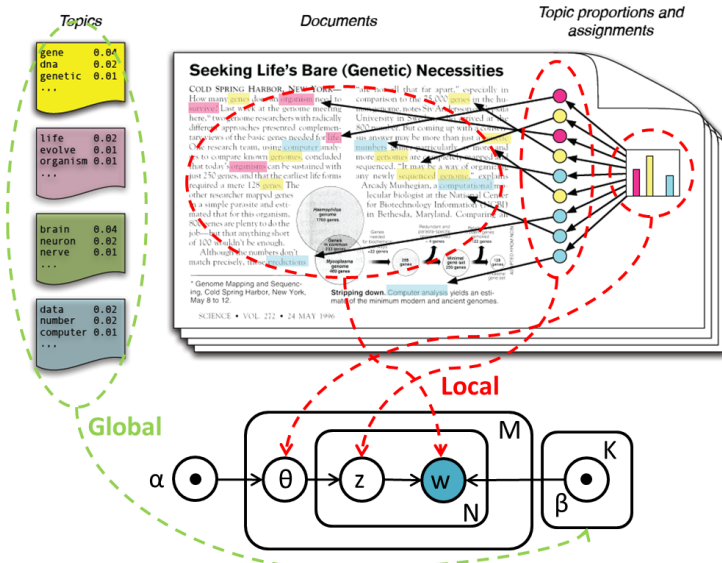 Topics
Documents
Topic proportions and
assignments
gene 0.04
dna 0.02
genetic 0.01
...
life 0.02
evolve 0.01
organism 0.01
...
brain 0.04
neuron 0.02
nerve 0.01
...
data 0.02
number 0.02
computer 0.01
...
Seeking Life's Bare (Genetic) Necessities
COLD SPRING HARBOR, NEW YORK—
How many genes does an organism need to
survive? Last week at the genome meeting
here, two genome researchers with radically
different approaches presented complemen-
tary views of the basic genes needed for life.
One research team, using computer analy-
ses to compare known genomes, concluded
that today's organisms can be sustained with
just 250 genes, and that the earliest life forms
required a mere 128 genes. The
other researcher mapped genes
in a simple parasite and esti-
mated that for this organism,
800 genes are plenty to do the
job—but that anything short
of 100 wouldn't be enough.
Although the numbers don't
match precisely, those predictions
* Genome Mapping and Sequenc-
ing, Cold Spring Harbor, New York,
May 8 to 12.
"are not all that far apart," especially in
comparison to the 75,000 genes in the hu-
man genome, notes Siv Andersson
University in Sweden, who arrived at the
800 number. But coming up with a consen-
sus answer may be more than just a
numbers particularly more and
more genomes are completely mapped and
sequenced. "It may be a way of organizing
any newly sequenced genome," explains
Arcady Mushegian, a computational mo-
lecular biologist at the National Center
for Biotechnology Information (NCBI)
in Bethesda, Maryland. Comparing an
Haemophilus
genome
1703 genes
Genes
in common
233 genes
Mycoplasma
genome
469 genes
Stripping down. Computer analysis yields an esti-
mate of the minimum modern and ancient genomes.
SCIENCE • VOL. 272 • 24 MAY 1996
Global
Local
α
θ
z
w
N
M
β
K